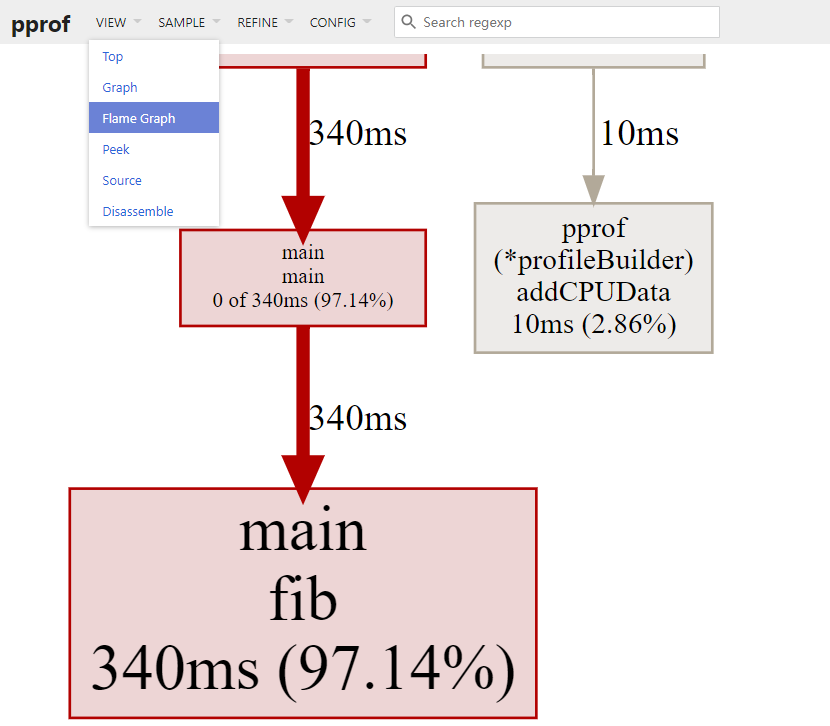 pprof
VIEW
SAMPLE
REFINE
CONFIG
Search regexp
Top
Graph
Flame Graph
Peek
Source
Disassemble
340ms
10ms
main
main
0 of 340ms (97.14%)
pprof
(*profileBuilder)
addCPUData
10ms (2.86%)
340ms
main
fib
340ms (97.14%)